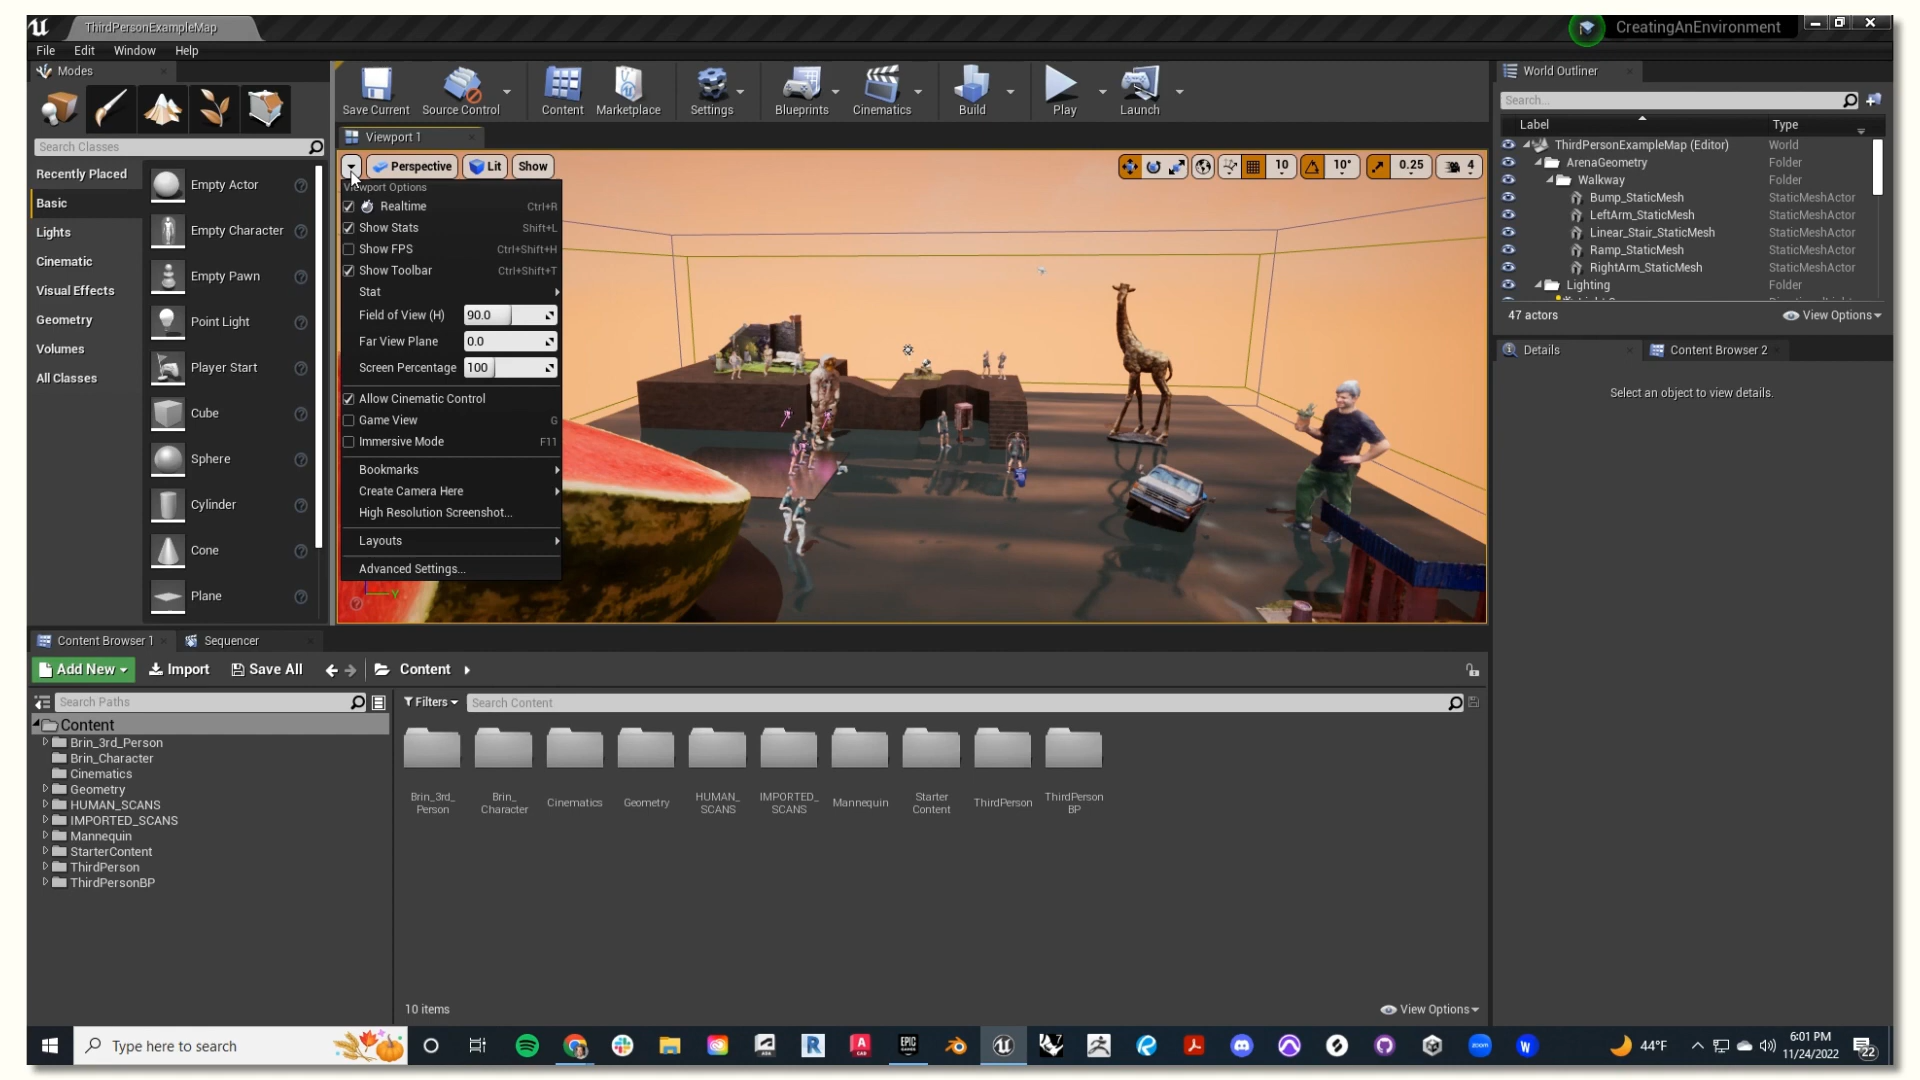 ThirdPersonExampleMap
CreatingAnEnvironment
File Edit Window Help
Modes
Search Classes
Recently Placed
Basic
Lights
Cinematic
Visual Effects
Geometry
Volumes
All Classes
Empty Actor
Empty Character
Empty Pawn
Point Light
Player Start
Cube
Sphere
Cylinder
Cone
Plane
Save Current Source Control Content Marketplace Settings Blueprints Cinematics Build Play Launch
Viewport 1
Perspective Lit Show
10 10° 0.25 4
Viewport Options
Realtime Ctrl+R
Show Stats Shift+L
Show FPS Ctrl+Shift+H
Show Toolbar Ctrl+Shift+T
Stat
Field of View (H) 90.0
Far View Plane 0.0
Screen Percentage 100
Allow Cinematic Control
Game View G
Immersive Mode F11
Bookmarks
Create Camera Here
High Resolution Screenshot...
Layouts
Advanced Settings...
Y
World Outliner
Search...
Label Type
ThirdPersonExampleMap (Editor) World
ArenaGeometry Folder
Walkway Folder
Bump_StaticMesh StaticMeshActor
LeftArm_StaticMesh StaticMeshActor
Linear_Stair_StaticMesh StaticMeshActor
Ramp_StaticMesh StaticMeshActor
RightArm_StaticMesh StaticMeshActor
Lighting Folder
47 actors View Options
Details Content Browser 2
Select an object to view details.
Content Browser 1 Sequencer
Add New Import Save All Content
Search Paths
Filters Search Content
Content
Brin_3rd_Person
Brin_Character
Cinematics
Geometry
HUMAN_SCANS
IMPORTED_SCANS
Mannequin
StarterContent
ThirdPerson
ThirdPersonBP
Brin_3rd_
Person
Brin_
Character
Cinematics
Geometry
HUMAN_
SCANS
IMPORTED_
SCANS
Mannequin
Starter
Content
ThirdPerson
ThirdPerson
BP
10 items View Options
Type here to search
EPIC
zoom
W
44°F
6:01 PM
11/24/2022
22